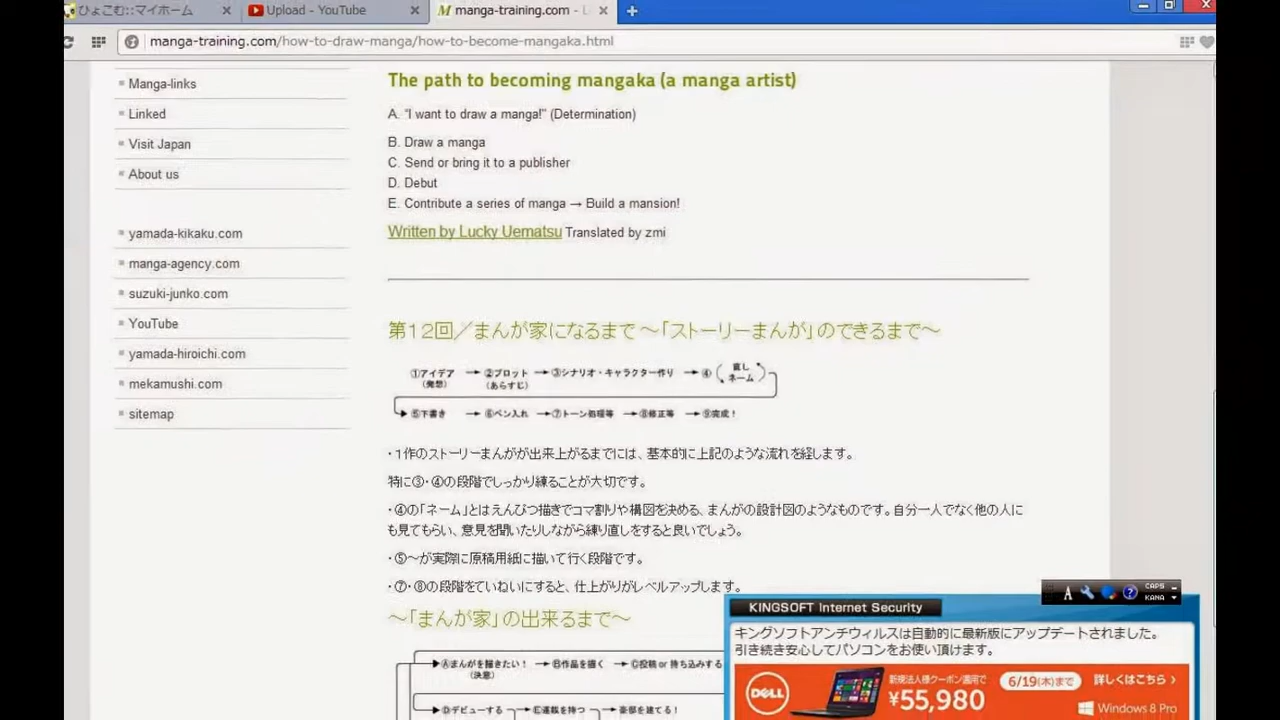 ひょこむ::マイホーム
Upload - YouTube
manga-training.com -
manga-training.com/how-to-draw-manga/how-to-become-mangaka.html
Manga-links
Linked
Visit Japan
About us
yamada-kikaku.com
manga-agency.com
suzuki-junko.com
YouTube
yamada-hiroichi.com
mekamushi.com
sitemap
The path to becoming mangaka (a manga artist)
A. “I want to draw a manga!” (Determination)
B. Draw a manga
C. Send or bring it to a publisher
D. Debut
E. Contribute a series of manga → Build a mansion!
Written by Lucky Uematsu Translated by zmi
第12回／まんが家になるまで ～「ストーリーまんが」のできるまで～
①アイデア → ②プロット → ③シナリオ・キャラクター作り → ④ 直し ネーム
(発想) (あらすじ)
⑤下書き → ⑥ペン入れ → ⑦トーン処理等 → ⑧修正等 → ⑨完成！
・1作のストーリーまんがが出来上がるまでには、基本的に上記のような流れを経します。
特に③・④の段階でしっかり練ることが大切です。
・④の「ネーム」とはえんぴつ描きでコマ割りや構図を決める、まんがの設計図のようなものです。自分一人でなく他の人に
も見てもらい、意見を聞いたりしながら練り直しをすると良いでしょう。
・⑤～が実際に原稿用紙に描いて行く段階です。
・⑦・⑧の段階をていねいにすると、仕上がりがレベルアップします。
～「まんが家」の出来るまで～
Ⓐまんがを描きたい！ → Ⓑ作品を描く → Ⓒ投稿 or 持ち込みする
(決意)
Ⓓデビューする → Ⓔ連載を持つ → 豪邸を建てる！
A CAPS
KANA
KINGSOFT Internet Security
キングソフトアンチウィルスは自動的に最新版にアップデートされました。
引き続き安心してパソコンをお使い頂けます。
DELL
新規法人様クーポン適用で
¥55,980
6/19(木)まで
詳しくはこちら ›
Windows 8 Pro